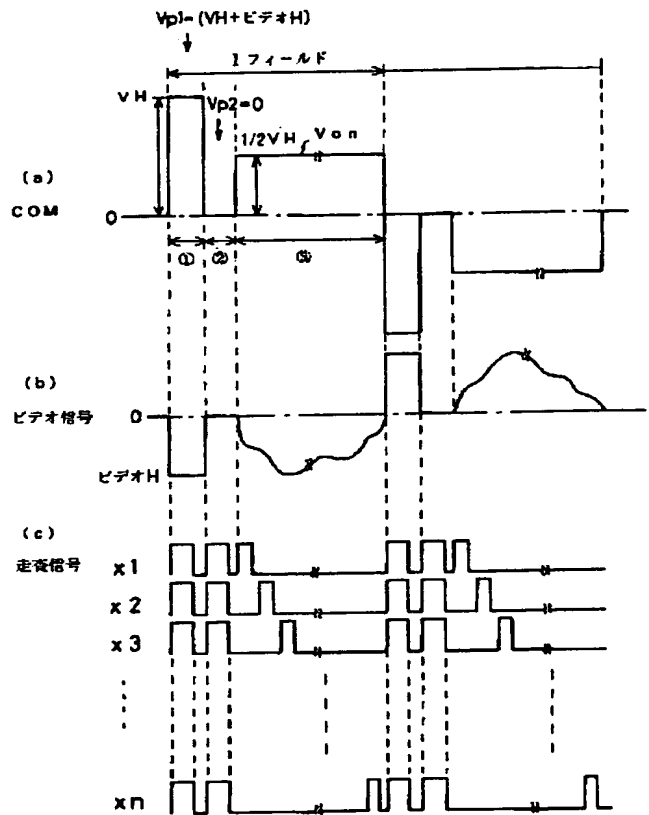 Vp1=(VH+ビデオH)
1フィールド
VH
Vp2=0
1/2VH
Von
(a)
COM
0
(1)
(2)
(3)
(b)
ビデオ信号
0
ビデオH
(c)
走査信号
x1
x2
x3
xn